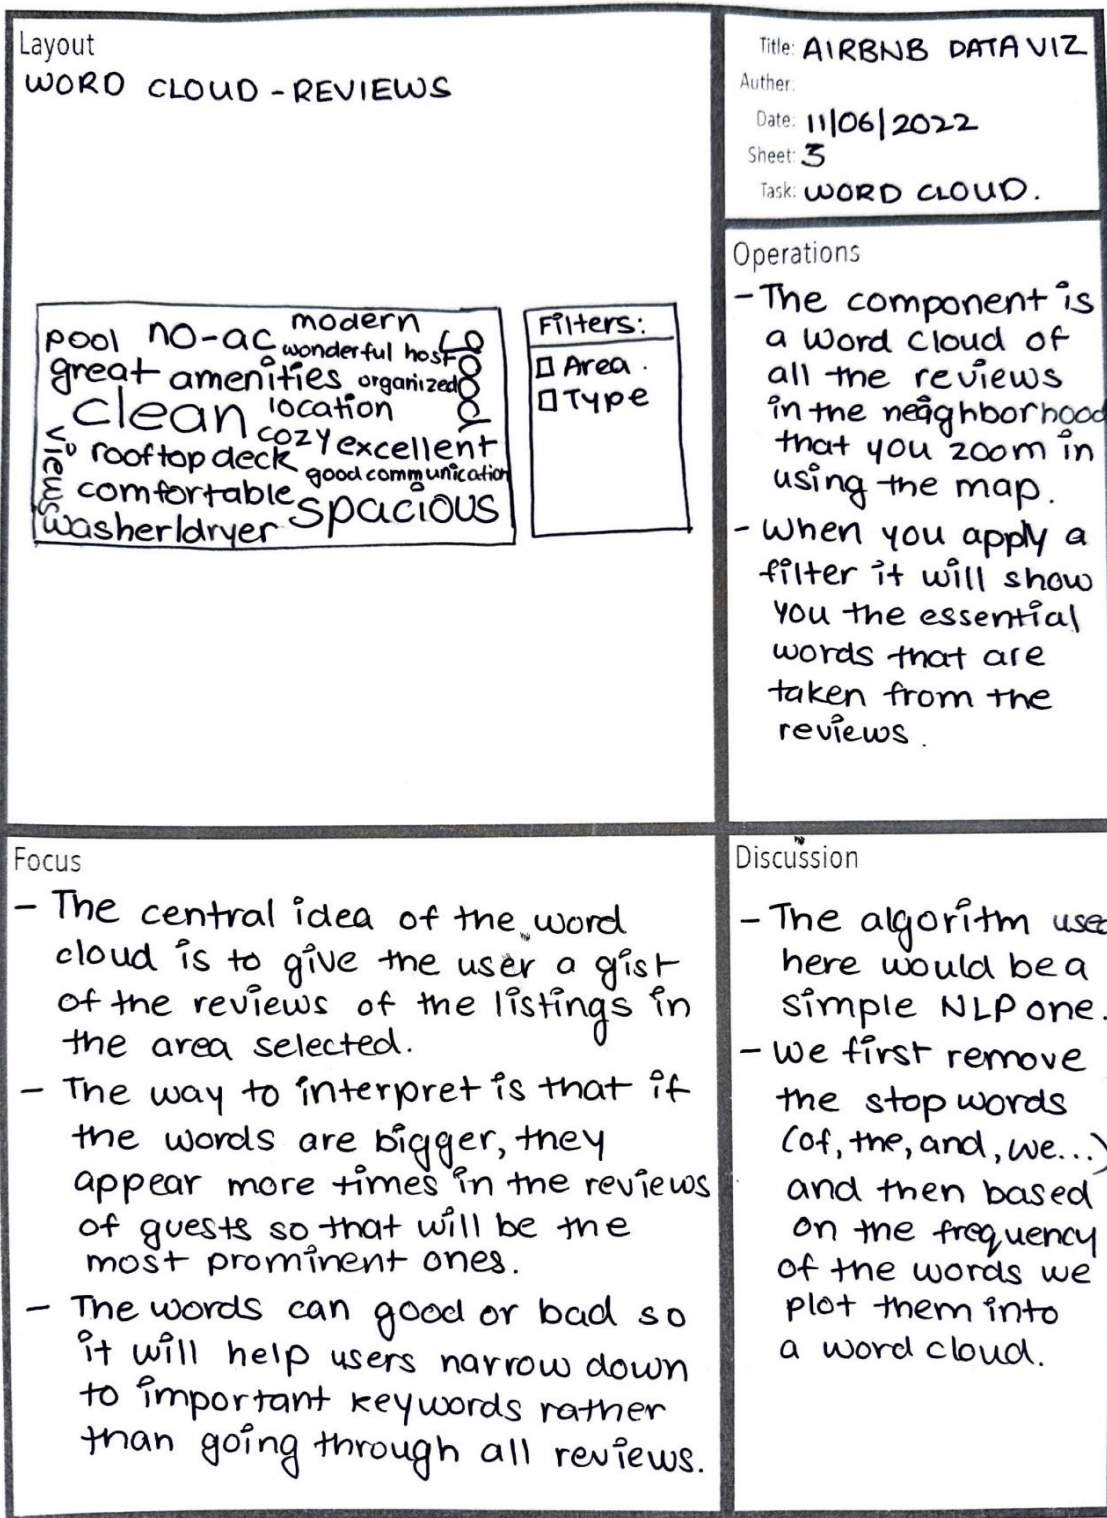 Layout
WORD CLOUD - REVIEWS
pool no-ac modern
wonderful host
great amenities organized
clean location
cozy excellent
rooftop deck
good communication
comfortable
spacious
washer/dryer
views
Filters:
Area.
Type
Title: AIRBNB DATA VIZ
Auther:
Date: 11/06/2022
Sheet: 3
Task: WORD CLOUD.
Operations
- The component is
a word cloud of
all the reviews
in the neighborhood
that you zoom in
using the map.
- When you apply a
filter it will show
you the essential
words that are
taken from the
reviews.
Focus
- The central idea of the word
cloud is to give the user a gist
of the reviews of the listings in
the area selected.
- The way to interpret is that if
the words are bigger, they
appear more times in the reviews
of guests so that will be the
most prominent ones.
- The words can good or bad so
it will help users narrow down
to important keywords rather
than going through all reviews.
Discussion
- The algoritm used
here would be a
simple NLP one.
- We first remove
the stop words
(of, the, and, we...)
and then based
on the frequency
of the words we
plot them into
a word cloud.